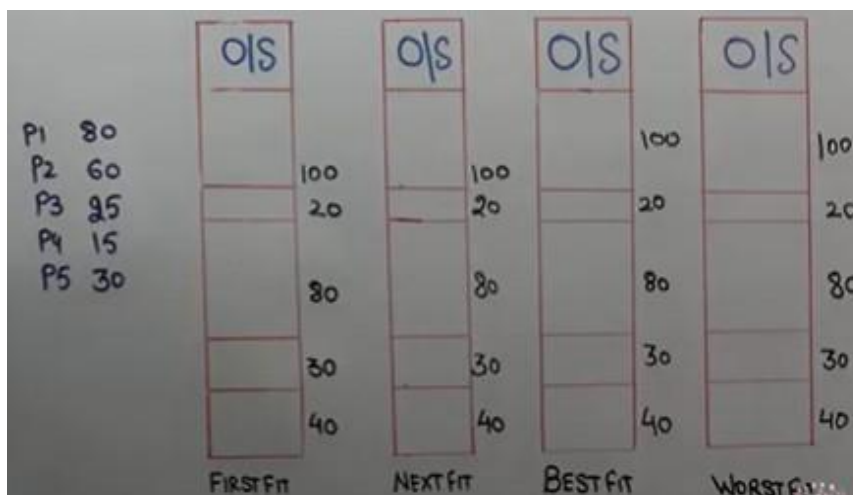 O|S O|S O|S O|S
P1 80
P2 60
P3 25
P4 15
P5 30
100 100 100 100
20 20 20 20
80 80 80 80
30 30 30 30
40 40 40 40
FIRST FIT NEXT FIT BEST FIT WORST